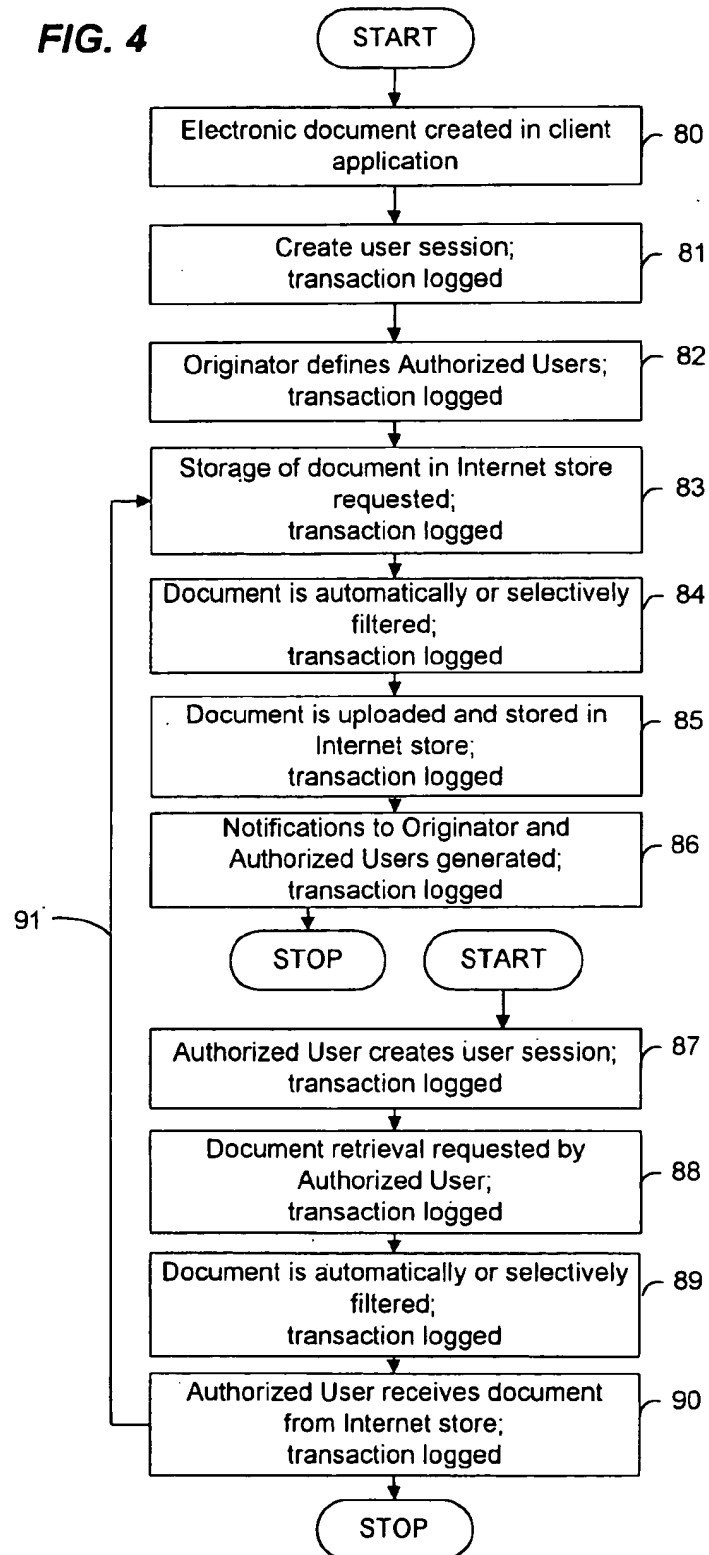 FIG. 4
START
Electronic document created in client
application
80
Create user session;
transaction logged
81
Originator defines Authorized Users;
transaction logged
82
Storage of document in Internet store
requested;
transaction logged
83
Document is automatically or selectively
filtered;
transaction logged
84
Document is uploaded and stored in
Internet store;
transaction logged
85
Notifications to Originator and
Authorized Users generated;
transaction logged
86
91
STOP
START
Authorized User creates user session;
transaction logged
87
Document retrieval requested by
Authorized User;
transaction logged
88
Document is automatically or selectively
filtered;
transaction logged
89
Authorized User receives document
from Internet store;
transaction logged
90
STOP